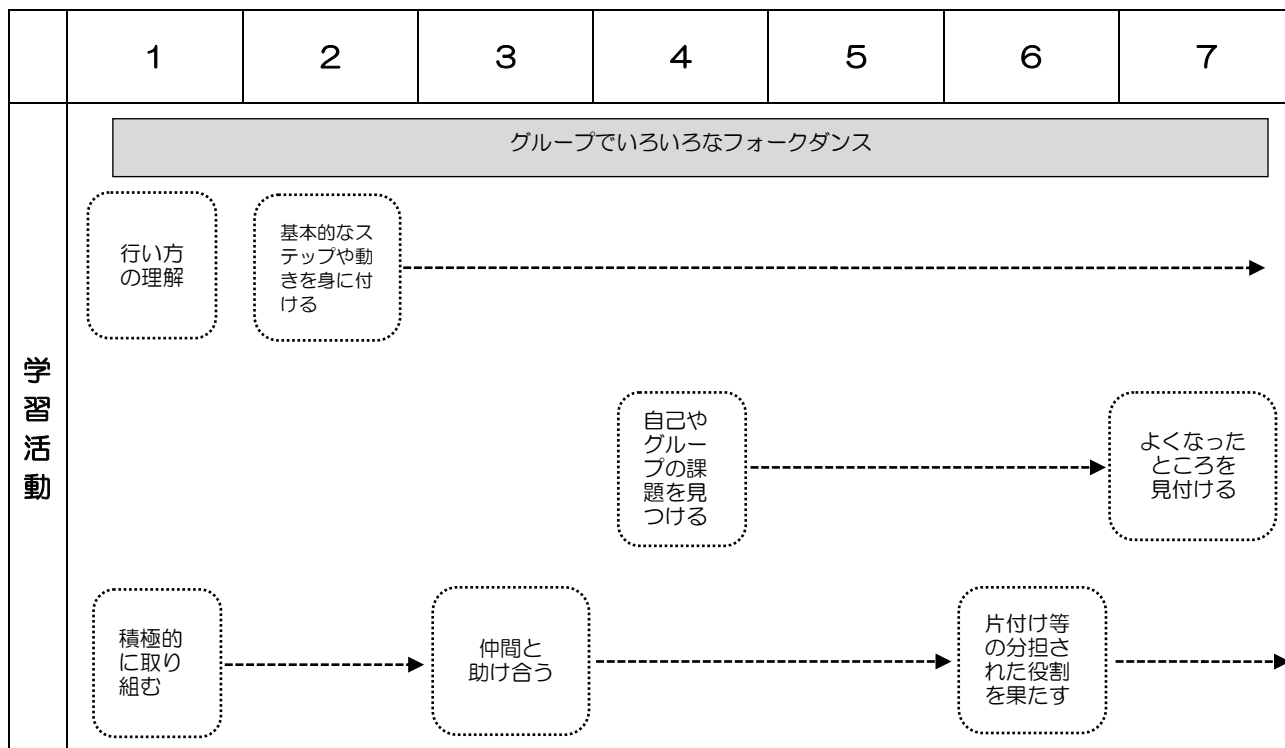 1 2 3 4 5 6 7
学習活動
グループでいろいろなフォークダンス
行い方
の理解
基本的なス
テップや動
きを身に付
ける
自己や
グルー
プの課
題を見
つける
よくなった
ところを
見付ける
積極的
に取り
組む
仲間と
助け合う
片付け等
の分担さ
れた役割
を果たす